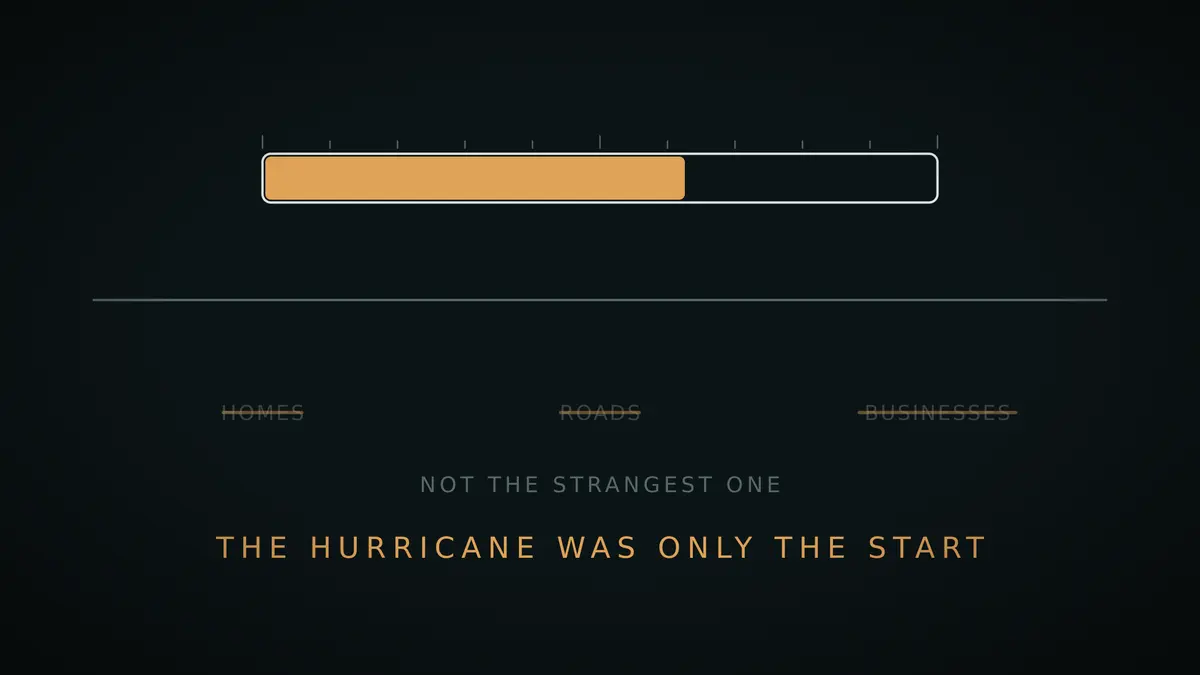 HOMES ROADS BUSINESSES
NOT THE STRANGEST ONE
THE HURRICANE WAS ONLY THE START